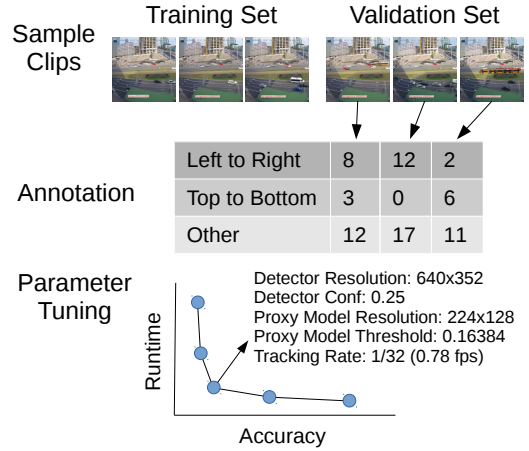 Training Set
Validation Set
Sample
Clips
Annotation
Left to Right 8 12 2
Top to Bottom 3 0 6
Other 12 17 11
Parameter
Tuning
Detector Resolution: 640x352
Detector Conf: 0.25
Proxy Model Resolution: 224x128
Proxy Model Threshold: 0.16384
Tracking Rate: 1/32 (0.78 fps)
Runtime
Accuracy